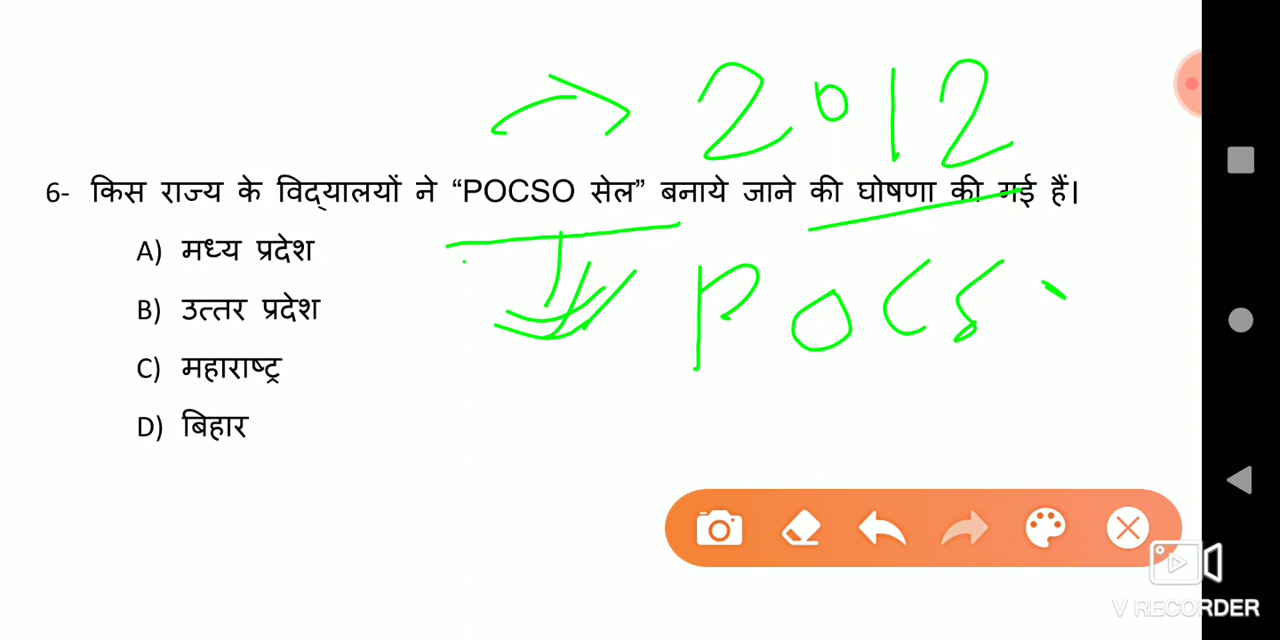 2012
6- किस राज्य के विद्यालयों ने “POCSO सेल” बनाये जाने की घोषणा की गई हैं।
A) मध्य प्रदेश
B) उत्तर प्रदेश
POCS
C) महाराष्ट्र
D) बिहार
V RECORDER